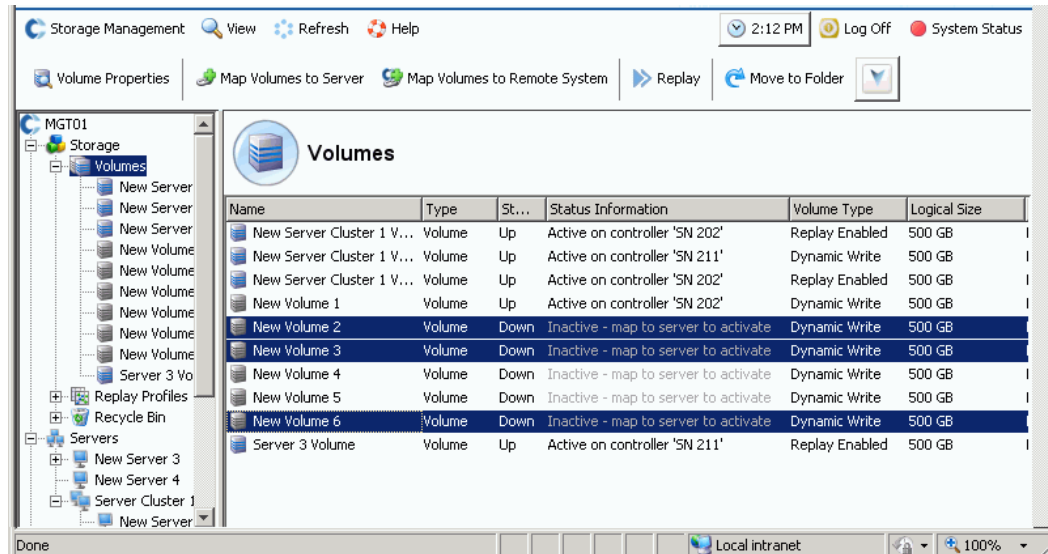 Storage Management View Refresh Help 2:12 PM Log Off System Status
Volume Properties Map Volumes to Server Map Volumes to Remote System Replay Move to Folder
MGT01
Storage
Volumes
New Server
New Server
New Server
New Volume
New Volume
New Volume
New Volume
New Volume
New Volume
Server 3 Vo
Replay Profiles
Recycle Bin
Servers
New Server 3
New Server 4
Server Cluster 1
New Server
Volumes
Name Type St... Status Information Volume Type Logical Size
New Server Cluster 1 V... Volume Up Active on controller 'SN 202' Replay Enabled 500 GB
New Server Cluster 1 V... Volume Up Active on controller 'SN 211' Dynamic Write 500 GB
New Server Cluster 1 V... Volume Up Active on controller 'SN 202' Replay Enabled 500 GB
New Volume 1 Volume Up Active on controller 'SN 202' Dynamic Write 500 GB
New Volume 2 Volume Down Inactive - map to server to activate Dynamic Write 500 GB
New Volume 3 Volume Down Inactive - map to server to activate Dynamic Write 500 GB
New Volume 4 Volume Down Inactive - map to server to activate Dynamic Write 500 GB
New Volume 5 Volume Down Inactive - map to server to activate Dynamic Write 500 GB
New Volume 6 Volume Down Inactive - map to server to activate Dynamic Write 500 GB
Server 3 Volume Volume Up Active on controller 'SN 211' Replay Enabled 500 GB
Done Local intranet 100%